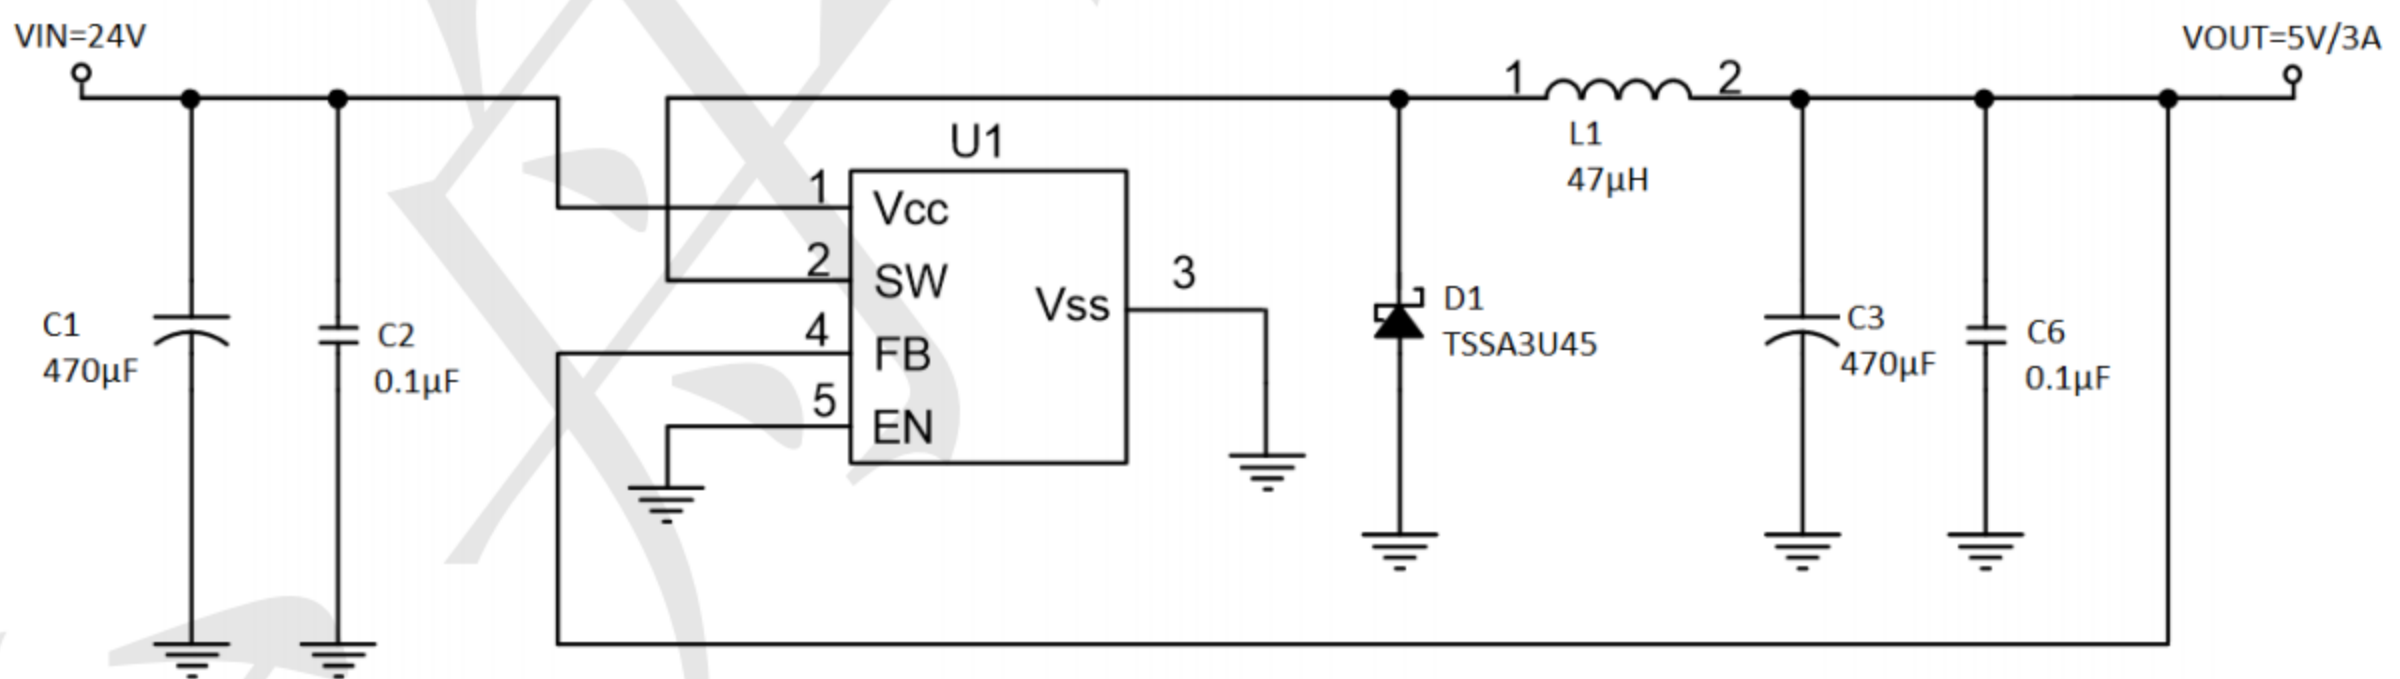 VIN=24V
VOUT=5V/3A
1
2
L1
47µH
U1
1
Vcc
2
SW
4
FB
5
EN
Vss
3
C1
470µF
C2
0.1µF
D1
TSSA3U45
C3
470µF
C6
0.1µF